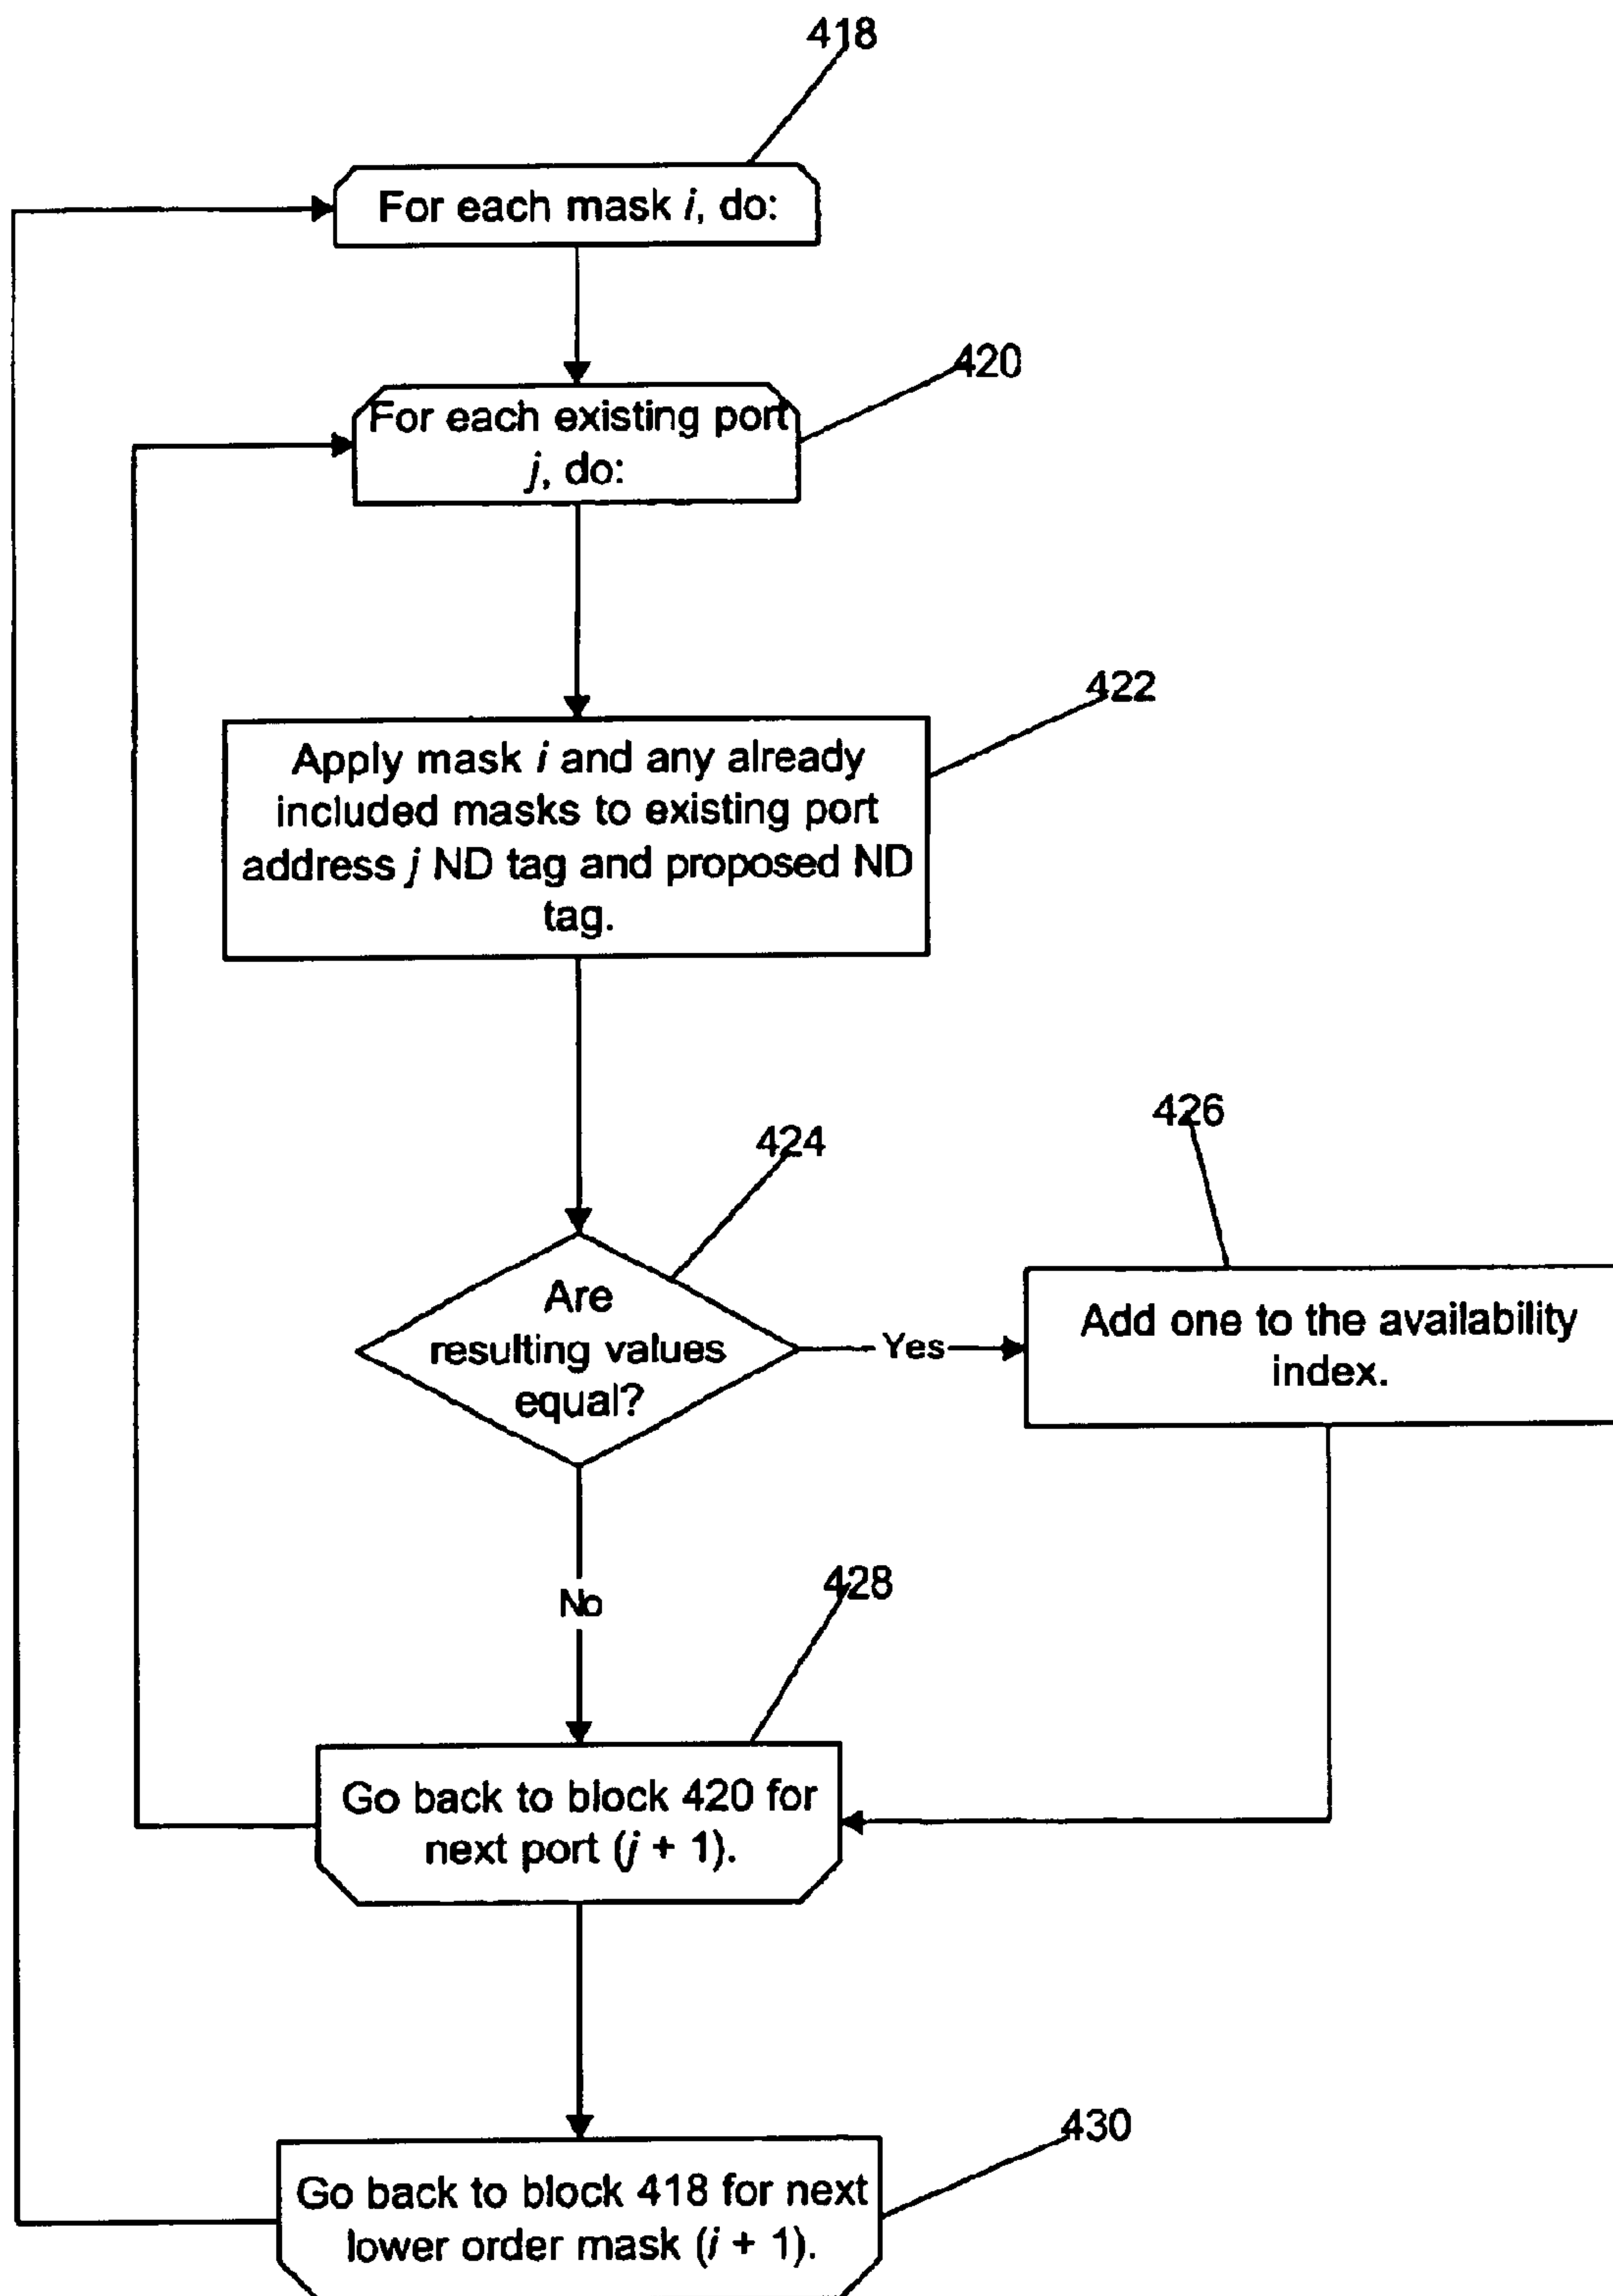 418
For each mask i, do:
420
For each existing port
j, do:
422
Apply mask i and any already
included masks to existing port
address j ND tag and proposed ND
tag.
424
Are
resulting values
equal?
Yes
426
Add one to the availability
index.
No
428
Go back to block 420 for
next port (j + 1).
430
Go back to block 418 for next
lower order mask (i + 1).